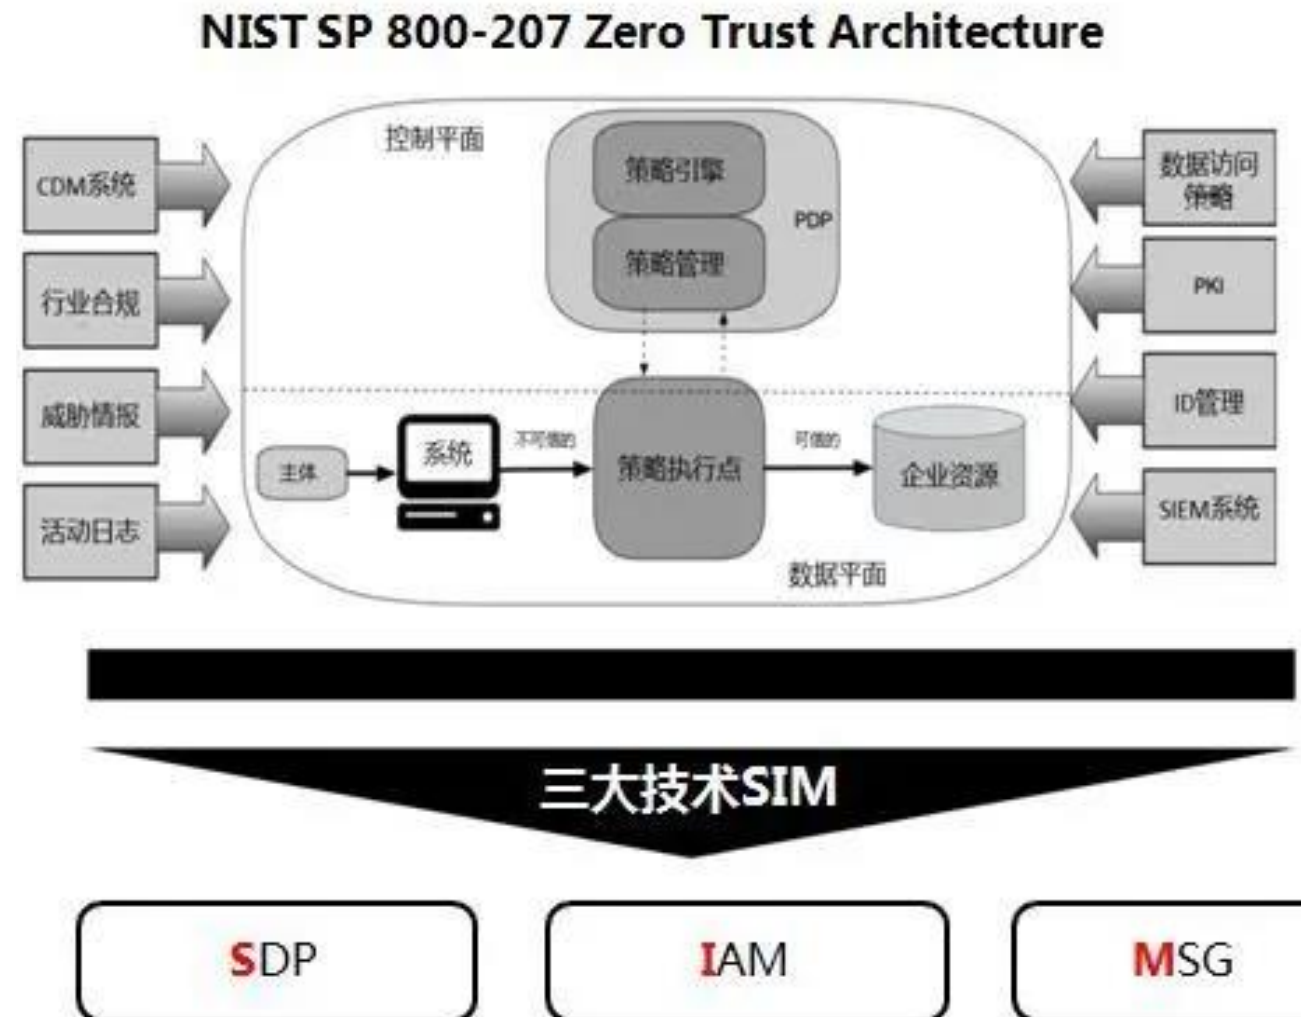 NIST SP 800-207 Zero Trust Architecture
控制平面
策略引擎
策略管理
PDP
CDM系统
行业合规
威胁情报
活动日志
数据访问
策略
PKI
ID管理
SIEM系统
主体
系统
不可信的
策略执行点
可信的
企业资源
数据平面
三大技术SIM
SDP
IAM
MSG